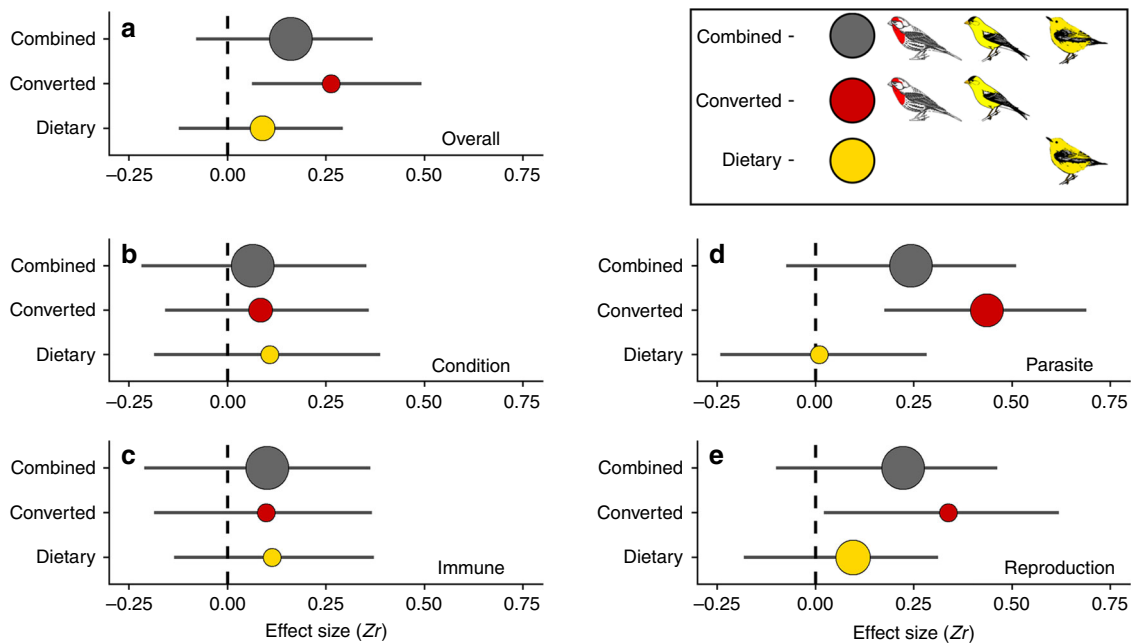 a
Combined
Converted
Dietary
Overall
−0.25 0.00 0.25 0.50 0.75
Combined -
Converted -
Dietary -
b
Combined
Converted
Dietary
Condition
−0.25 0.00 0.25 0.50 0.75
c
Combined
Converted
Dietary
Immune
−0.25 0.00 0.25 0.50 0.75
Effect size (Zr)
d
Combined
Converted
Dietary
Parasite
−0.25 0.00 0.25 0.50 0.75
e
Combined
Converted
Dietary
Reproduction
−0.25 0.00 0.25 0.50 0.75
Effect size (Zr)